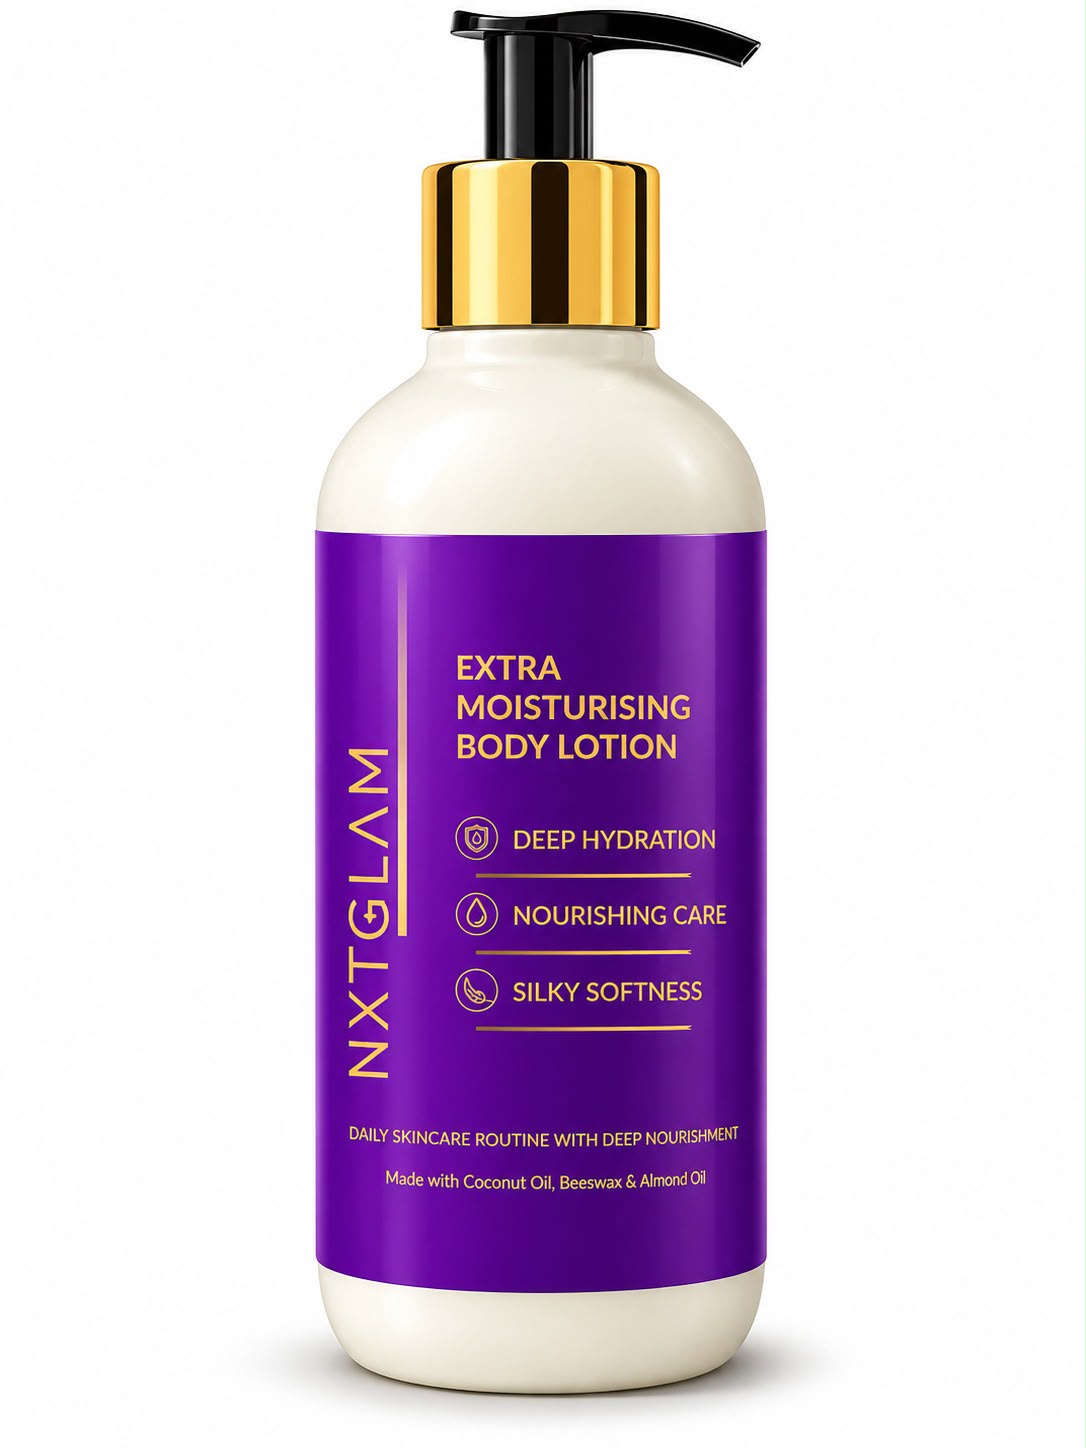 NXTGLAM
EXTRA
MOISTURISING
BODY LOTION
DEEP HYDRATION
NOURISHING CARE
SILKY SOFTNESS
DAILY SKINCARE ROUTINE WITH DEEP NOURISHMENT
Made with Coconut Oil, Beeswax & Almond Oil